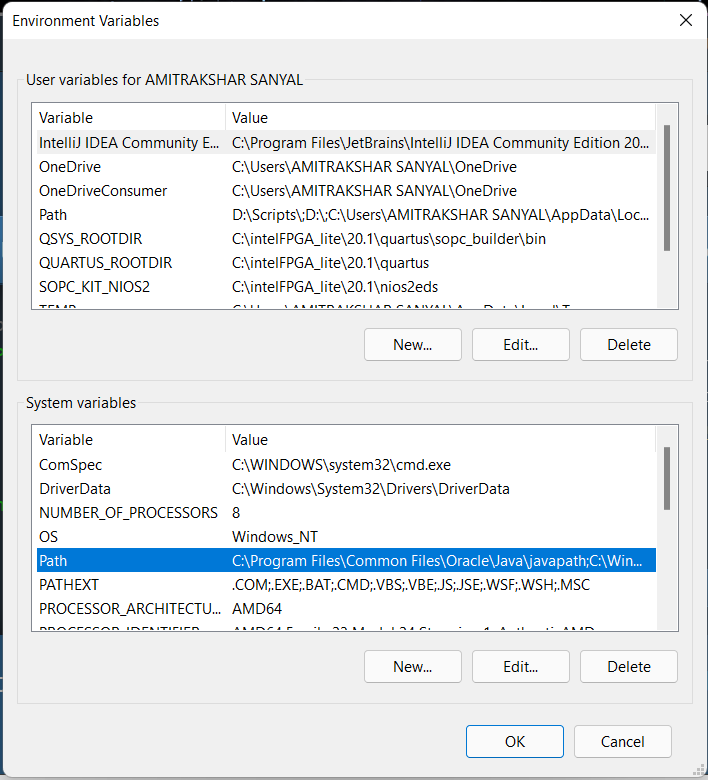 Environment Variables
User variables for AMITRAKSHAR SANYAL
Variable Value
IntelliJ IDEA Community E... C:\Program Files\JetBrains\IntelliJ IDEA Community Edition 20...
OneDrive C:\Users\AMITRAKSHAR SANYAL\OneDrive
OneDriveConsumer C:\Users\AMITRAKSHAR SANYAL\OneDrive
Path D:\Scripts\;D:\;C:\Users\AMITRAKSHAR SANYAL\AppData\Loc...
QSYS_ROOTDIR C:\intelFPGA_lite\20.1\quartus\sopc_builder\bin
QUARTUS_ROOTDIR C:\intelFPGA_lite\20.1\quartus
SOPC_KIT_NIOS2 C:\intelFPGA_lite\20.1\nios2eds
New... Edit... Delete
System variables
Variable Value
ComSpec C:\WINDOWS\system32\cmd.exe
DriverData C:\Windows\System32\Drivers\DriverData
NUMBER_OF_PROCESSORS 8
OS Windows_NT
Path C:\Program Files\Common Files\Oracle\Java\javapath;C:\Win...
PATHEXT .COM;.EXE;.BAT;.CMD;.VBS;.VBE;.JS;.JSE;.WSF;.WSH;.MSC
PROCESSOR_ARCHITECTU... AMD64
New... Edit... Delete
OK Cancel